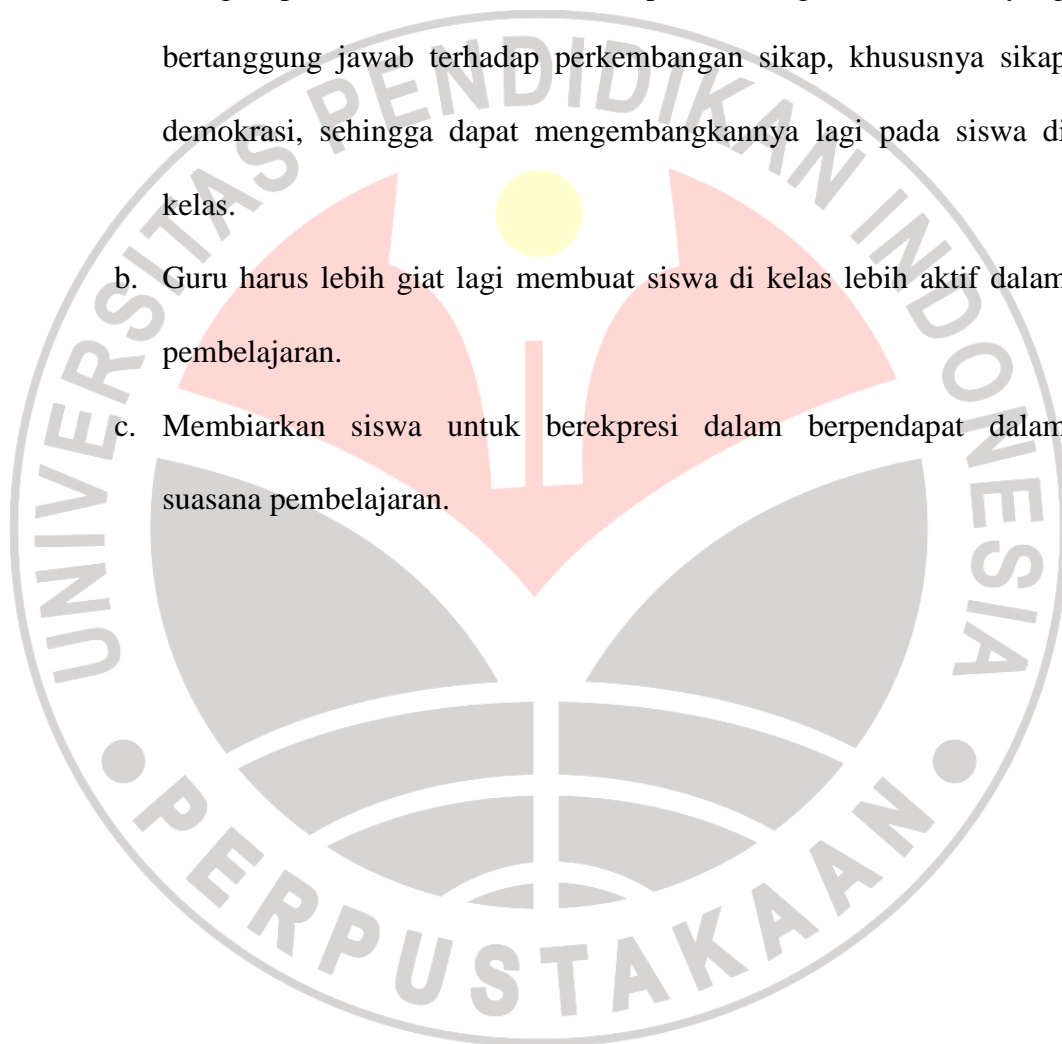 bertanggung jawab terhadap perkembangan sikap, khususnya sikap
demokrasi, sehingga dapat mengembangkannya lagi pada siswa di
kelas.
b. Guru harus lebih giat lagi membuat siswa di kelas lebih aktif dalam
pembelajaran.
c. Membiarkan siswa untuk berekpresi dalam berpendapat dalam
suasana pembelajaran.
UNIVERSITAS PENDIDIKAN INDONESIA
PERPUSTAKAAN